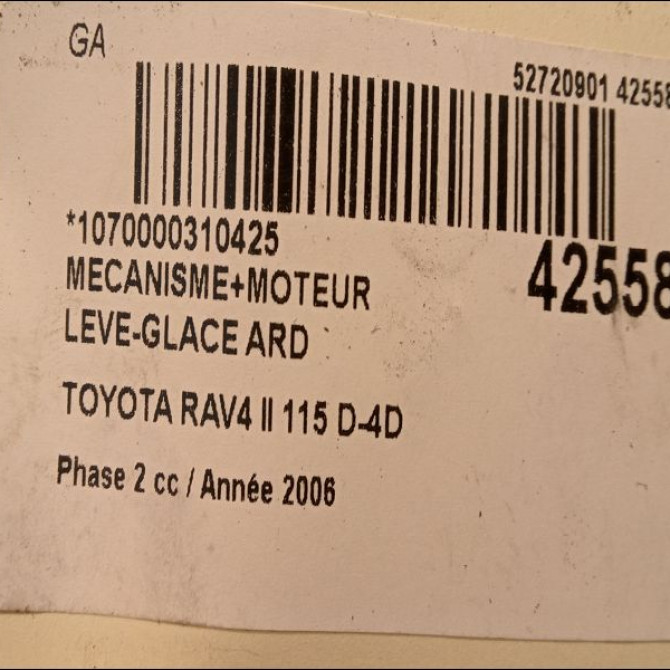 GA
52720901 42558
*1070000310425
42558
MECANISME+MOTEUR
LEVE-GLACE ARD
TOYOTA RAV4 II 115 D-4D
Phase 2 cc / Année 2006